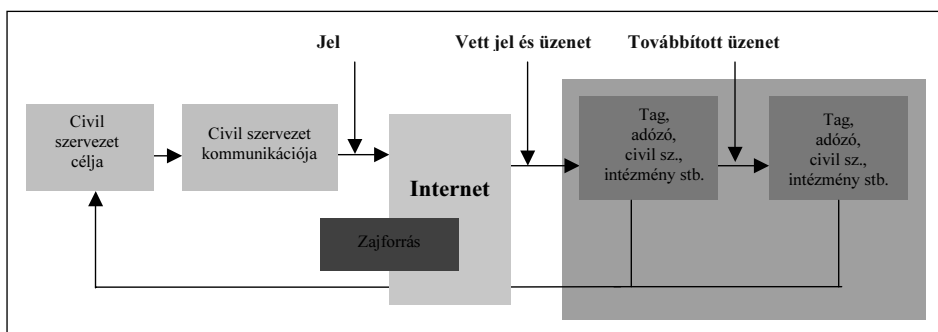 Jel
Vett jel és üzenet
Továbbított üzenet
Civil
szervezet
célja
Civil szervezet
kommunikációja
Internet
Zajforrás
Tag,
adózó,
civil sz.,
intézmény stb.
Tag,
adózó,
civil sz.,
intézmény stb.